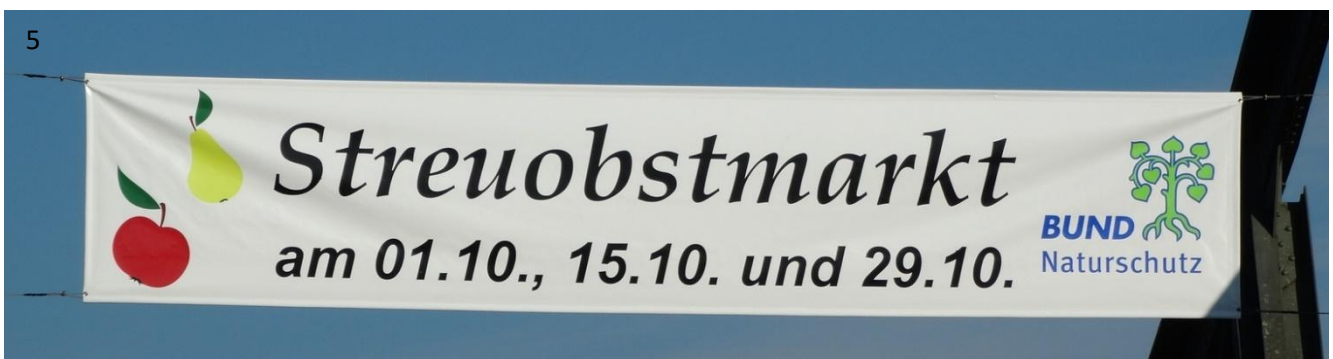 5
Streuobstmarkt
am 01.10., 15.10. und 29.10.
BUND
Naturschutz